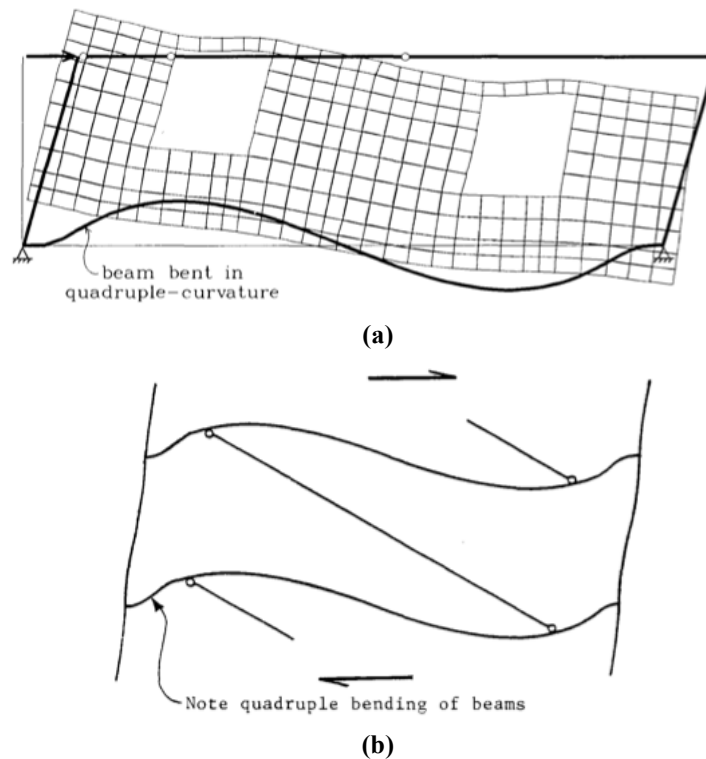 beam bent in
quadruple-curvature
(a)
Note quadruple bending of beams
(b)